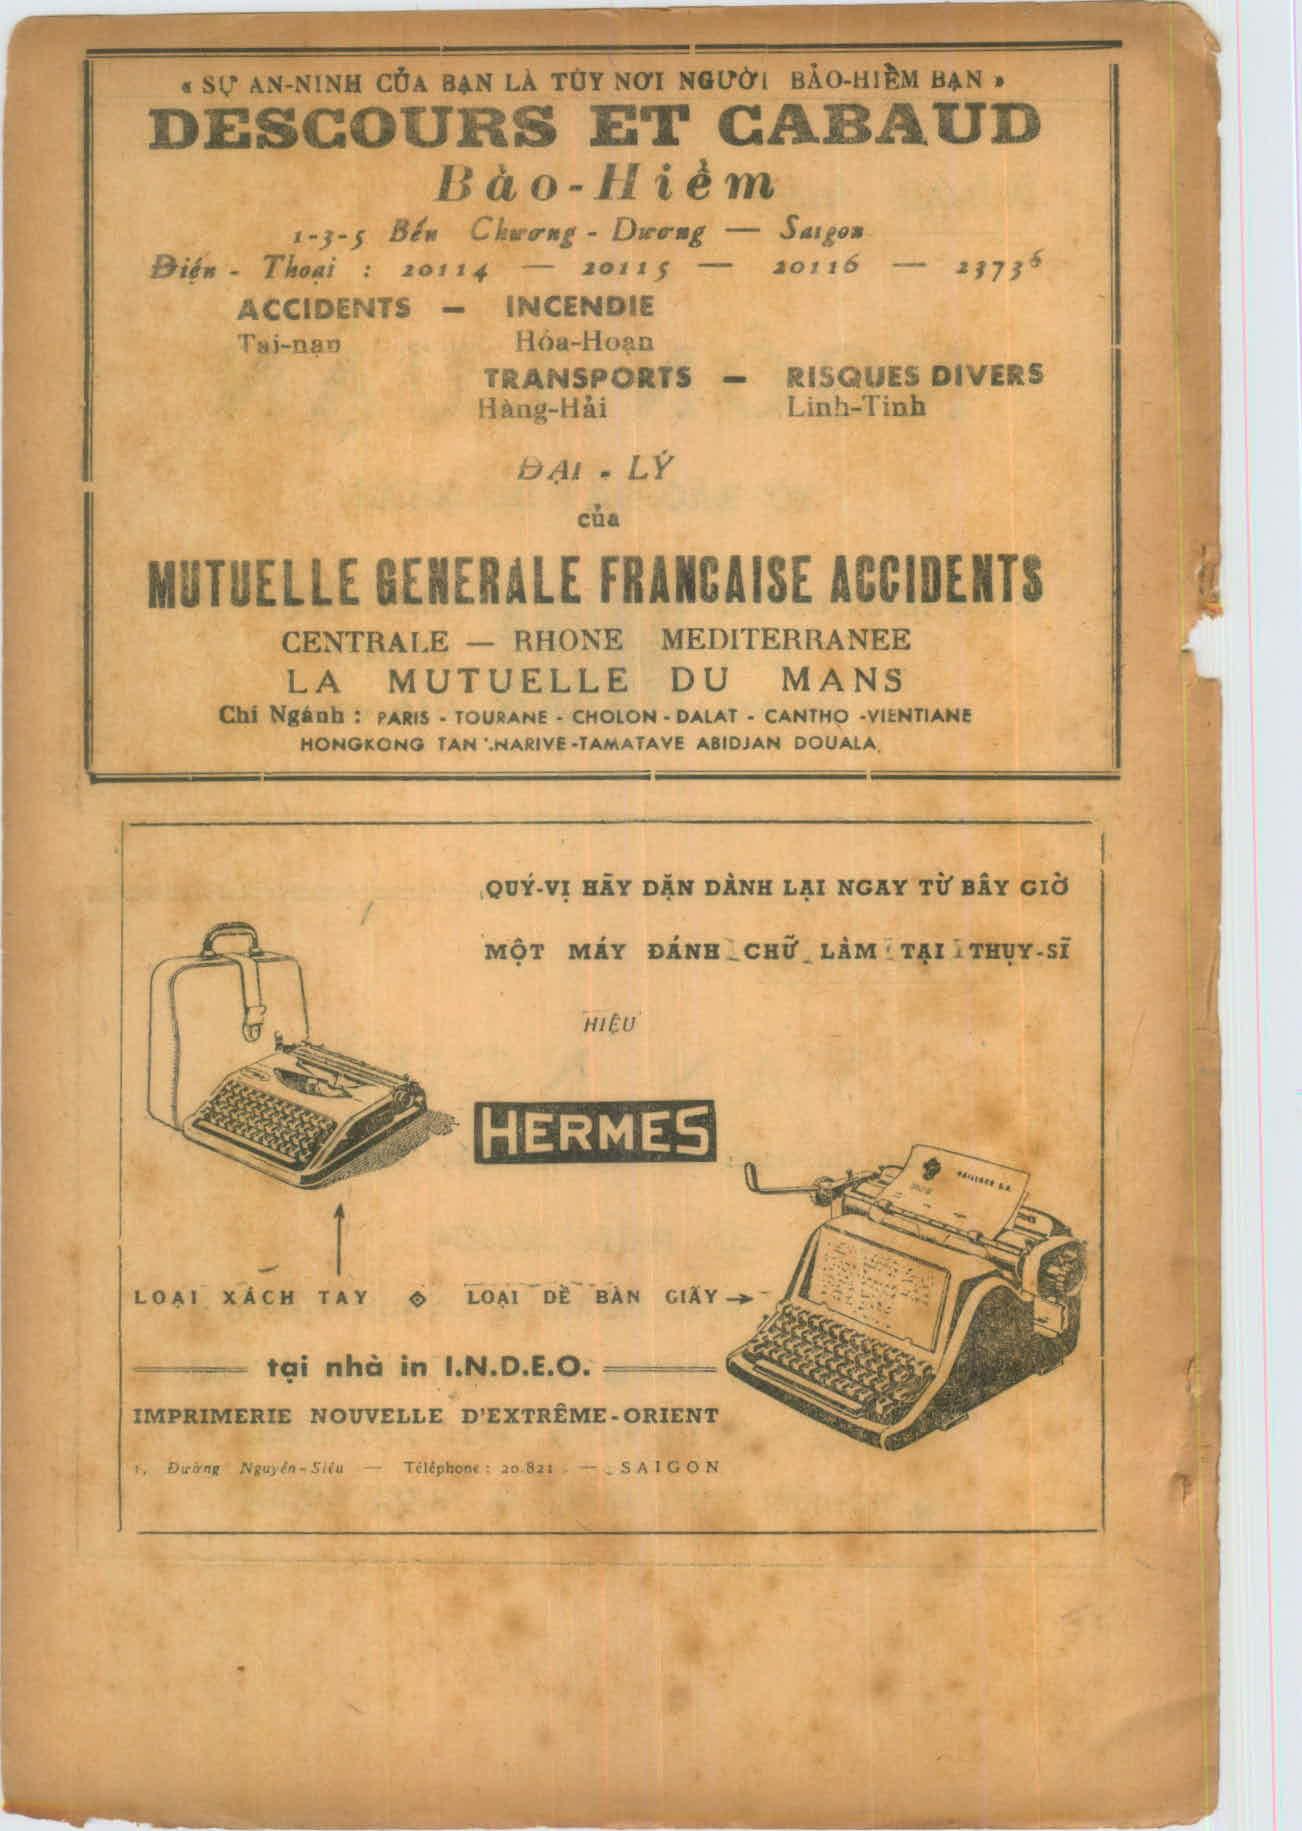 « SỰ AN-NINH CỦA BẠN LÀ TÙY NƠI NGƯỜI BẢO-HIỂM BẠN »
DESCOURS ET CABAUD
Bảo-Hiểm
1-3-5 Bến Chương-Dương — Saigon
Điện-Thoại : 20114 — 20115 — 20116 — 23736
ACCIDENTS — INCENDIE
Tai-nạn Hỏa-Hoạn
TRANSPORTS — RISQUES DIVERS
Hàng-Hải Linh-Tinh
ĐẠI - LÝ
của
MUTUELLE GENERALE FRANCAISE ACCIDENTS
CENTRALE — RHONE MEDITERRANEE
LA MUTUELLE DU MANS
Chi Ngánh : PARIS - TOURANE - CHOLON - DALAT - CANTHO -VIENTIANE
HONGKONG TAN NARIVE-TAMATAVE ABIDJAN DOUALA
QUÝ-VỊ HÃY DẶN DÀNH LẠI NGAY TỪ BÂY GIỜ
MỘT MÁY ĐÁNH CHỮ LÀM TẠI THỤY-SĨ
HIỆU
HERMES
LOẠI XÁCH TAY ◇ LOẠI DỀ BÀN GIẤY →
tại nhà in I.N.D.E.O.
IMPRIMERIE NOUVELLE D'EXTRÊME-ORIENT
1, Đường Nguyễn-Siêu — Téléphone : 20.821 — SAIGON